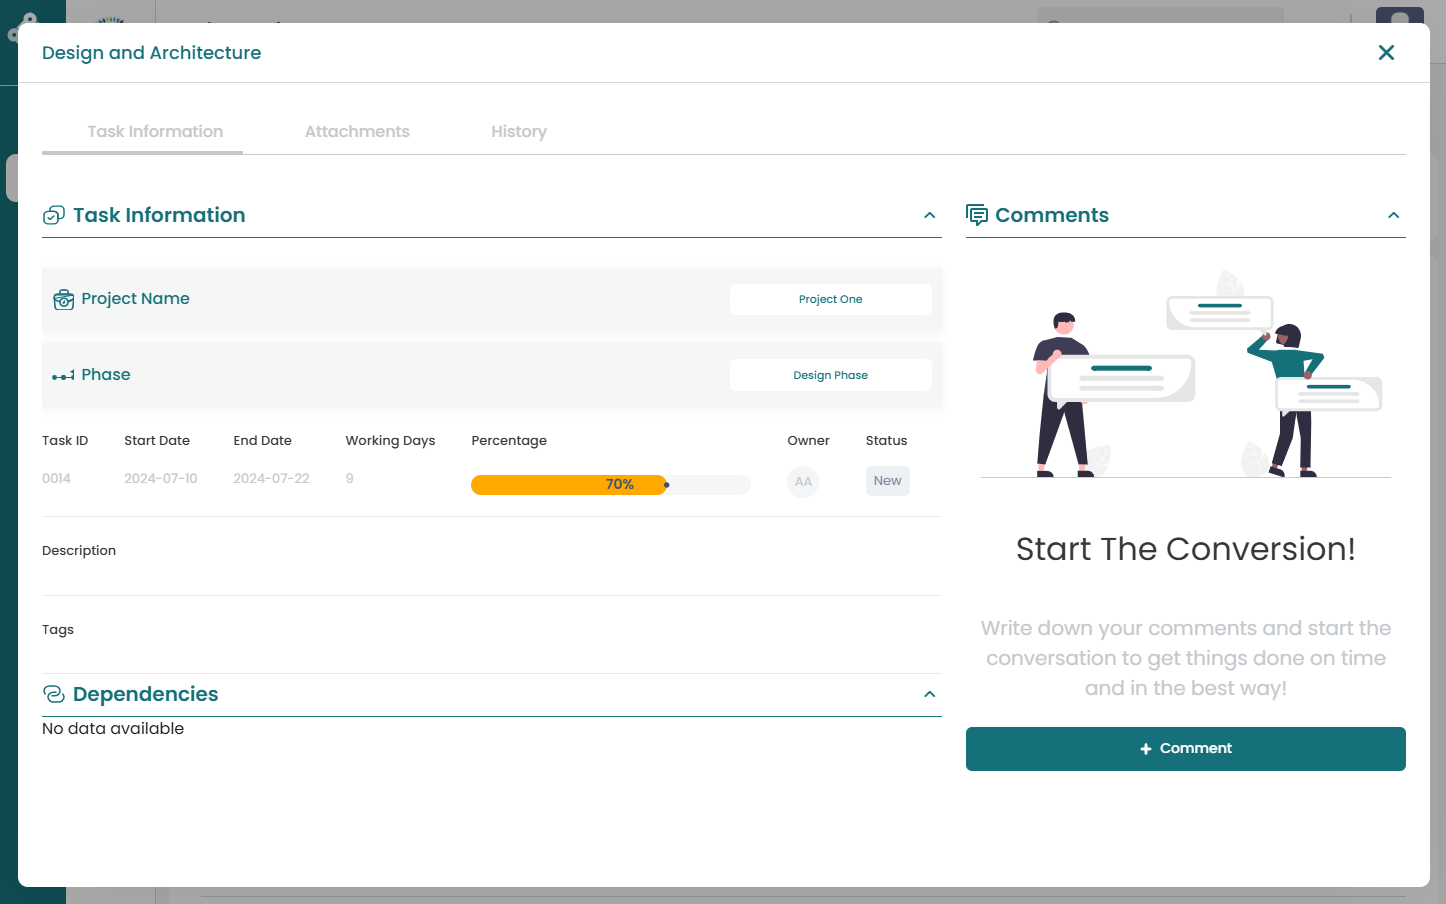 Design and Architecture
Task Information
Attachments
History
Task Information
Project Name
Project One
Phase
Design Phase
Task ID
Start Date
End Date
Working Days
Percentage
Owner
Status
0014
2024-07-10
2024-07-22
9
70%
AA
New
Description
Tags
Dependencies
No data available
Comments
Start The Conversion!
Write down your comments and start the
conversation to get things done on time
and in the best way!
Comment